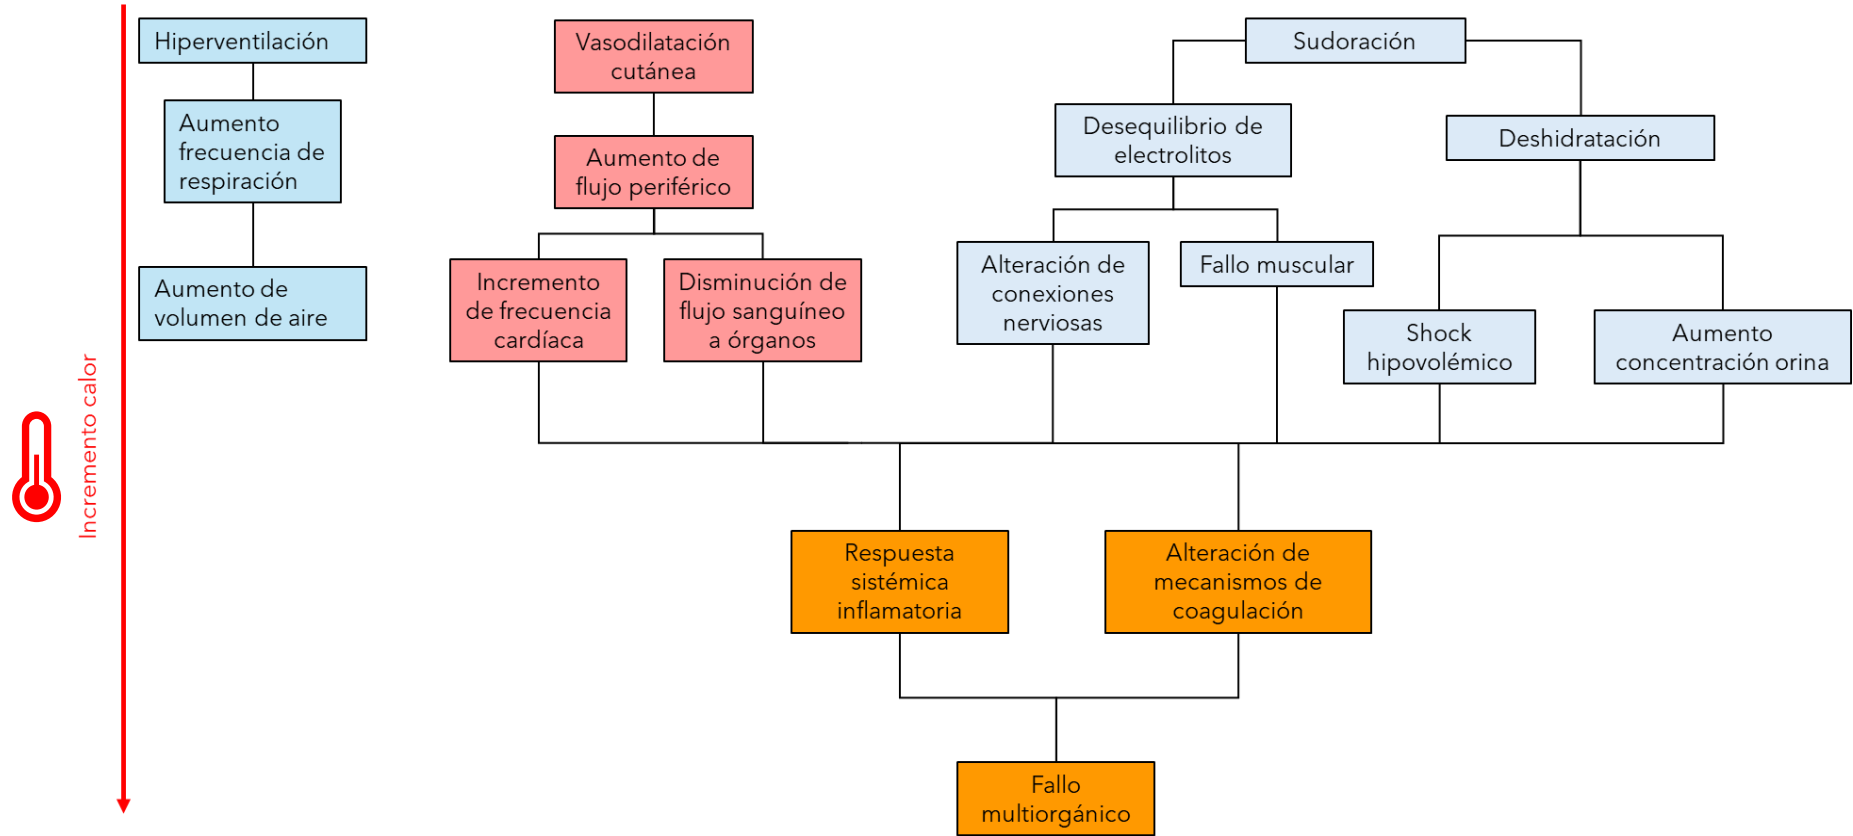 Incremento calor
Hiperventilación
Aumento
frecuencia de
respiración
Aumento de
volumen de aire
Vasodilatación
cutánea
Aumento de
flujo periférico
Incremento
de frecuencia
cardíaca
Disminución de
flujo sanguíneo
a órganos
Sudoración
Desequilibrio de
electrolitos
Deshidratación
Alteración de
conexiones
nerviosas
Fallo muscular
Shock
hipovolémico
Aumento
concentración orina
Respuesta
sistémica
inflamatoria
Alteración de
mecanismos de
coagulación
Fallo
multiorgánico